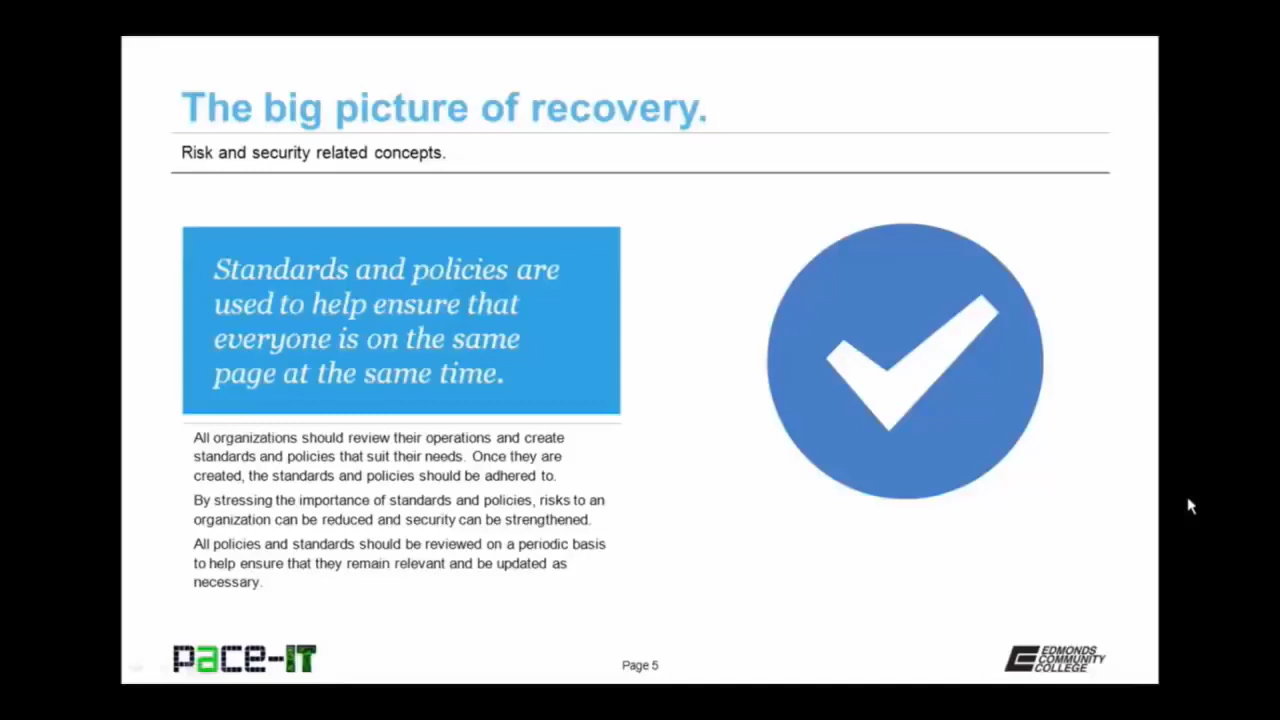 The big picture of recovery.
Risk and security related concepts.
Standards and policies are
used to help ensure that
everyone is on the same
page at the same time.
All organizations should review their operations and create
standards and policies that suit their needs. Once they are
created, the standards and policies should be adhered to.
By stressing the importance of standards and policies, risks to an
organization can be reduced and security can be strengthened.
All policies and standards should be reviewed on a periodic basis
to help ensure that they remain relevant and be updated as
necessary.
pace-IT
Page 5
EDMONDS
COMMUNITY
COLLEGE